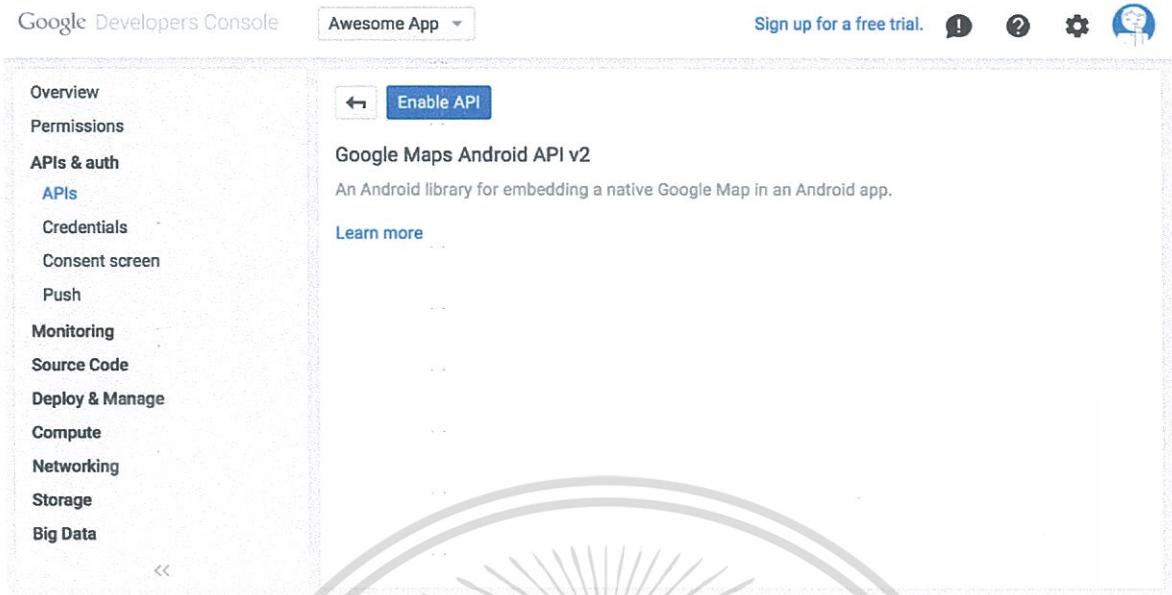 Google Developers Console
Awesome App
Sign up for a free trial.
Overview
Permissions
APIs & auth
APIs
Credentials
Consent screen
Push
Monitoring
Source Code
Deploy & Manage
Compute
Networking
Storage
Big Data
<<
Enable API
Google Maps Android API v2
An Android library for embedding a native Google Map in an Android app.
Learn more